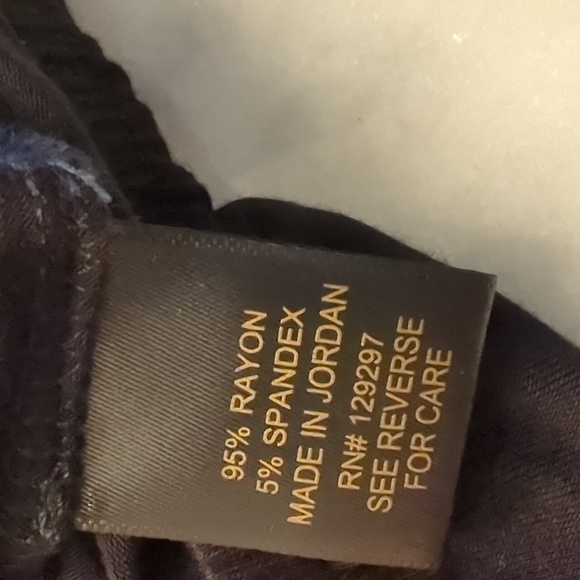 95% RAYON
5% SPANDEX
MADE IN JORDAN
RN# 129297
SEE REVERSE
FOR CARE